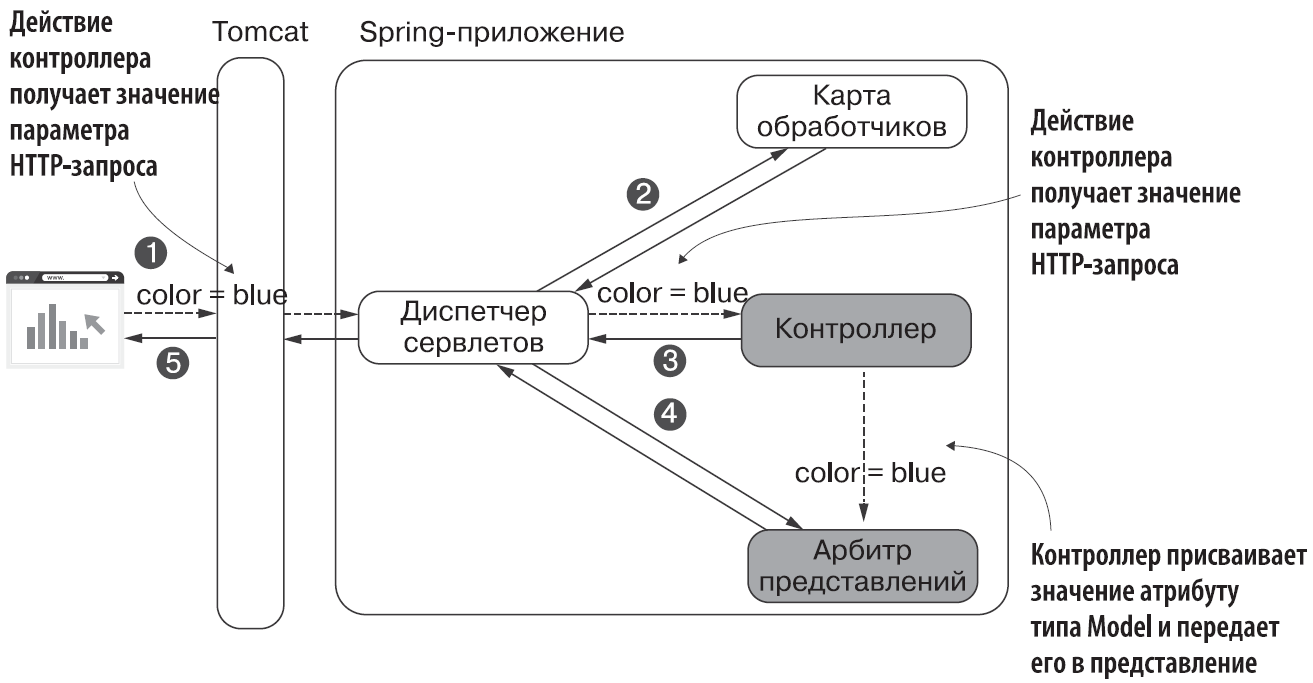 Действие
контроллера
получает значение
параметра
HTTP-запроса
Tomcat
Spring-приложение
Карта
обработчиков
Действие
контроллера
получает значение
параметра
HTTP-запроса
2
1
www.
color = blue
color = blue
Диспетчер
сервлетов
Контроллер
5
3
4
color = blue
Арбитр
представлений
Контроллер присваивает
значение атрибуту
типа Model и передает
его в представление